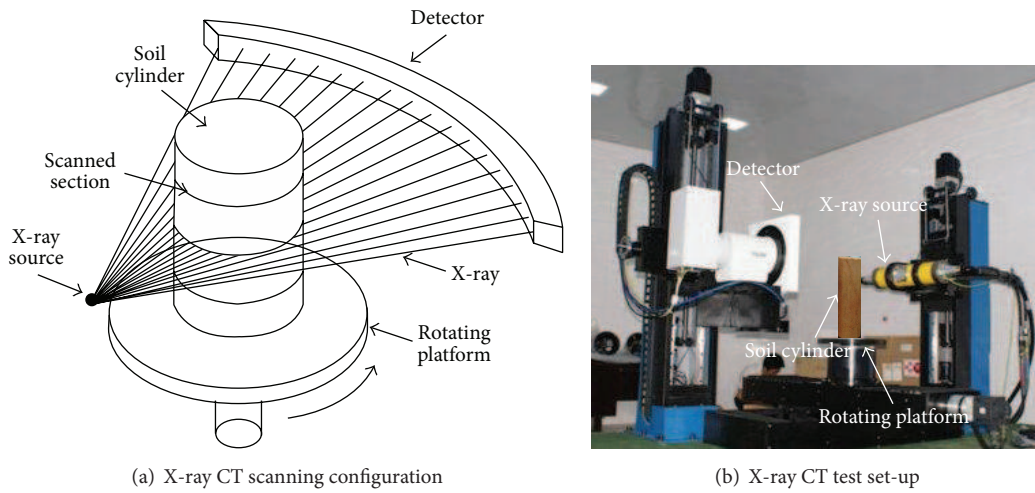 Detector
Soil
cylinder
Scanned
section
X-ray
source
X-ray
Rotating
platform
(a) X-ray CT scanning configuration
Detector
X-ray source
Soil cylinder
Rotating platform
(b) X-ray CT test set-up